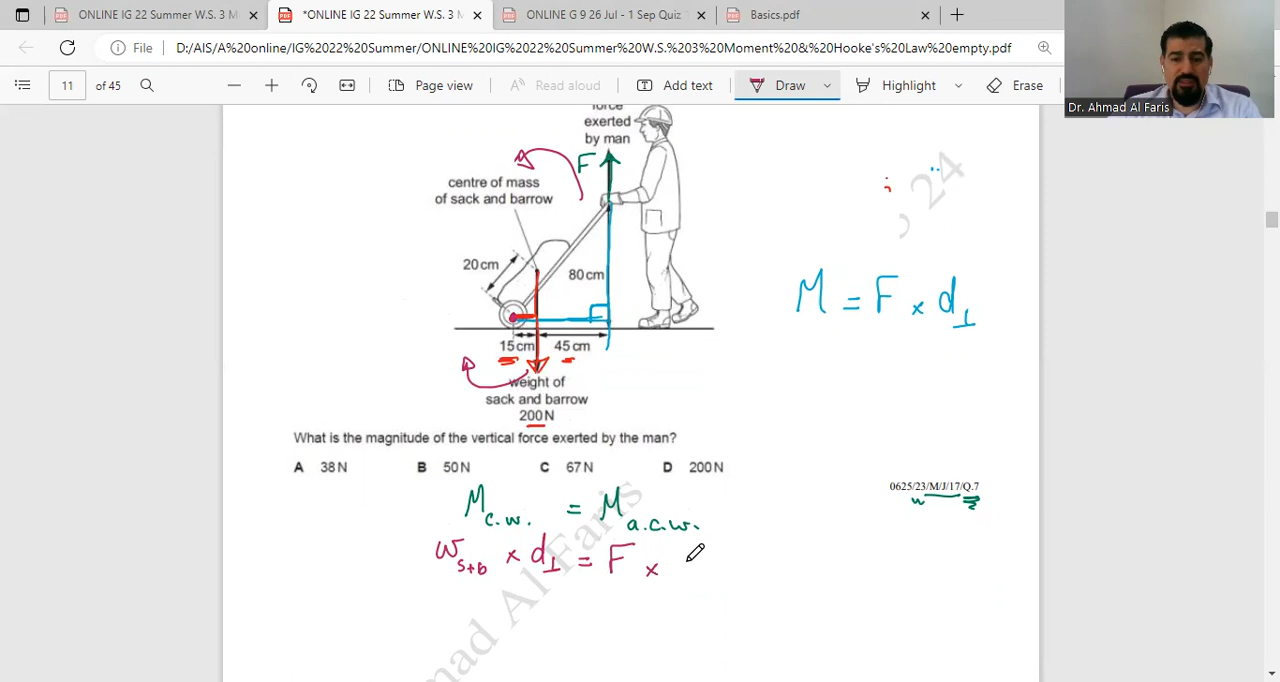 ONLINE IG 22 Summer W.S. 3 M
*ONLINE IG 22 Summer W.S. 3 M
ONLINE G 9 26 Jul - 1 Sep Quiz
Basics.pdf
File
D:/AIS/A%20online/IG%2022%20Summer/ONLINE%20IG%2022%20Summer%20W.S.%203%20Moment%20&%20Hooke's%20Law%20empty.pdf
11 of 45
Page view
Read aloud
Add text
Draw
Highlight
Erase
Dr. Ahmad Al Faris
force
exerted
by man
F
centre of mass
of sack and barrow
20 cm
80 cm
15 cm
45 cm
weight of
sack and barrow
200 N
M = F × d⊥
24
What is the magnitude of the vertical force exerted by the man?
A 38 N B 50 N C 67 N D 200 N
0625/23/M/J/17/Q.7
M c.w. = M a.c.w.
W s+b × d⊥ = F ×
mad Al Faris